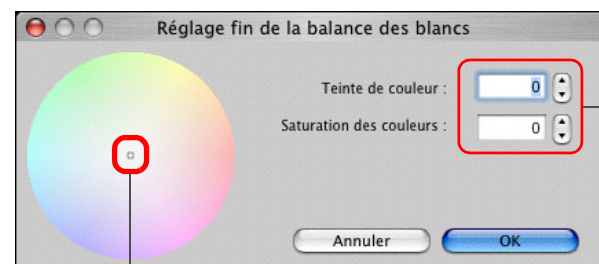 Réglage fin de la balance des blancs
Teinte de couleur : 0
Saturation des couleurs : 0
Annuler OK